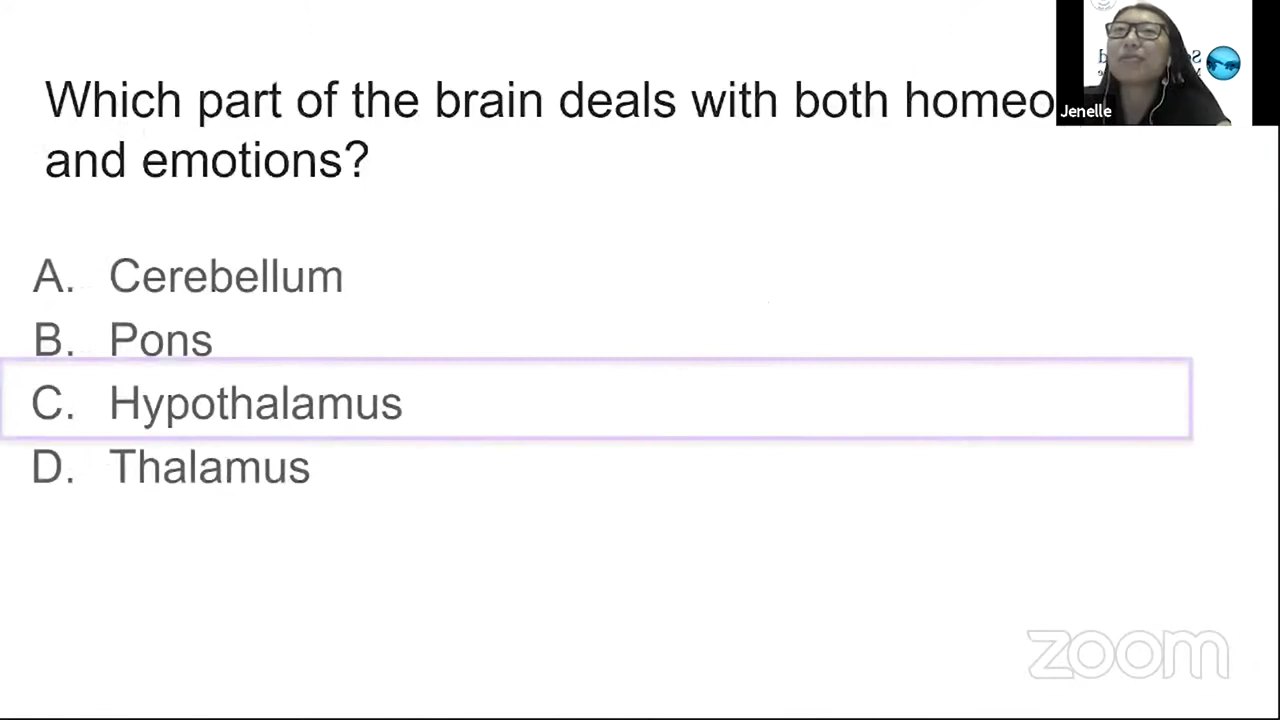 Which part of the brain deals with both homeo
and emotions?
Jenelle
A. Cerebellum
B. Pons
C. Hypothalamus
D. Thalamus
zoom